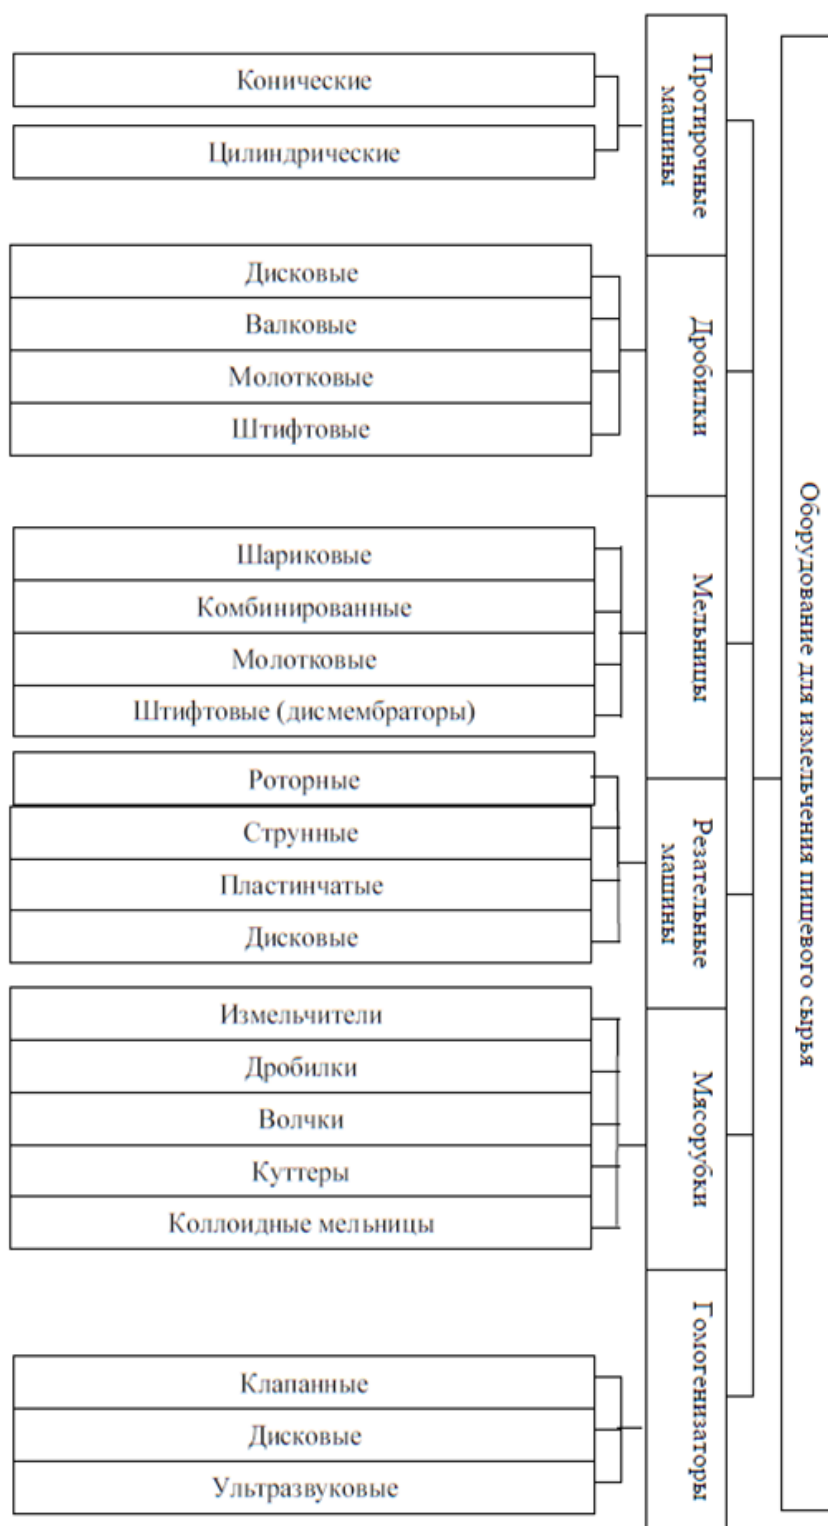 Оборудование для измельчения пищевого сырья
Протирочные
машины
Конические
Цилиндрические
Дробилки
Дисковые
Валковые
Молотковые
Штифтовые
Мельницы
Шариковые
Комбинированные
Молотковые
Штифтовые (дисмембраторы)
Резательные
машины
Роторные
Струнные
Пластинчатые
Дисковые
Мясорубки
Измельчители
Дробилки
Волчки
Куттеры
Коллоидные мельницы
Гомогенизаторы
Клапанные
Дисковые
Ультразвуковые